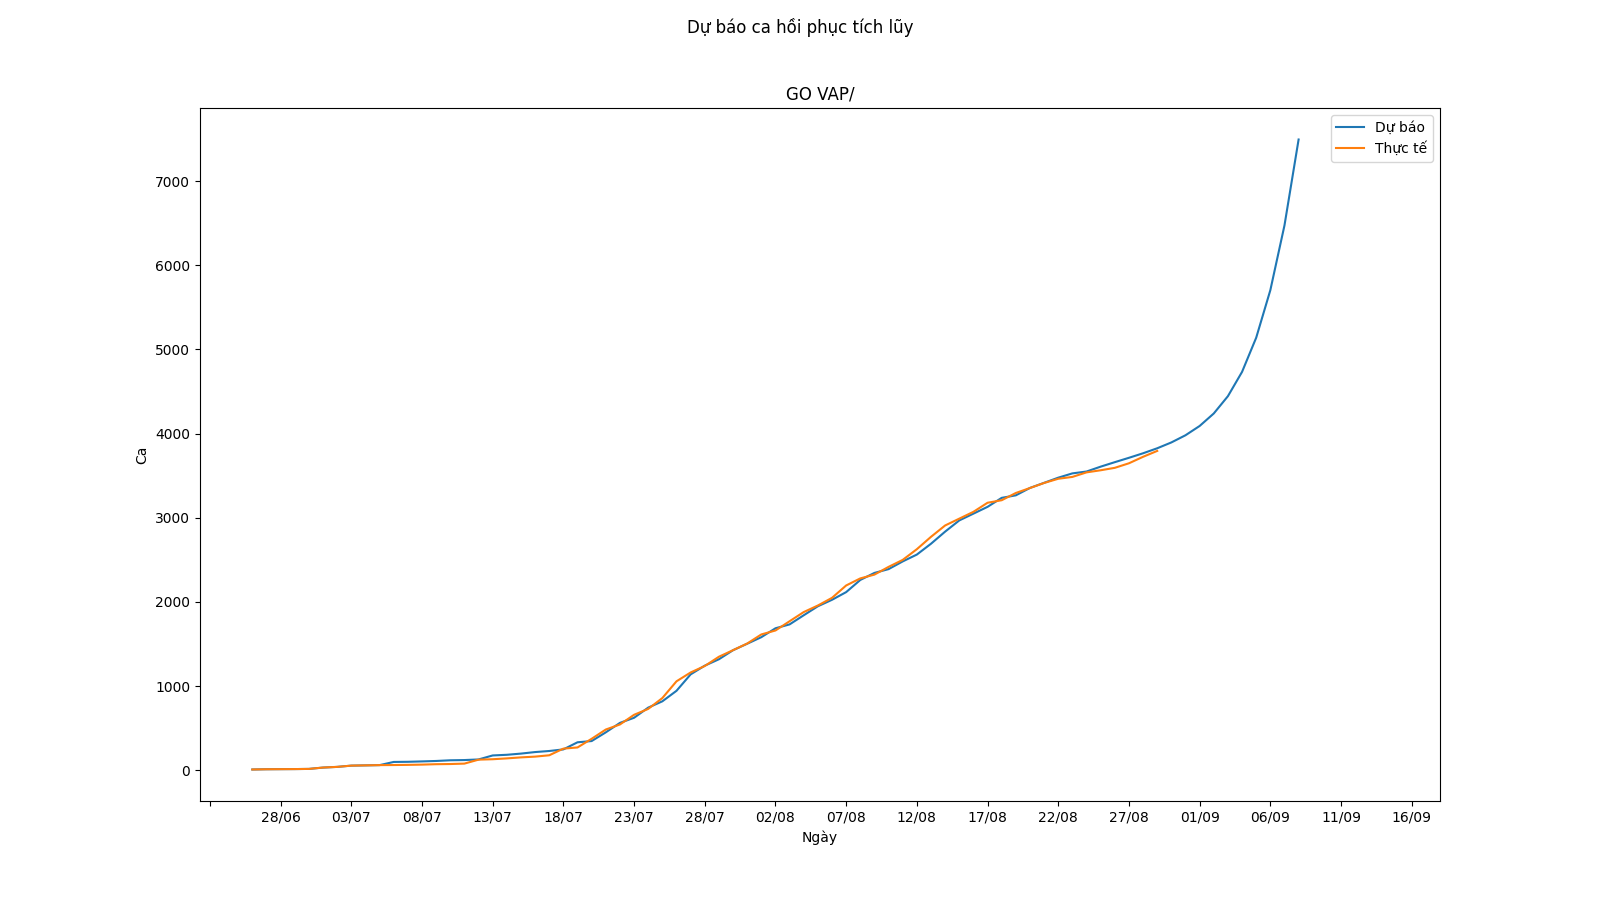 Dự báo ca hồi phục tích lũy
GO VAP/
Dự báo
Thực tế
7000
6000
5000
4000
3000
2000
1000
0
Ca
28/06 03/07 08/07 13/07 18/07 23/07 28/07 02/08 07/08 12/08 17/08 22/08 27/08 01/09 06/09 11/09 16/09
Ngày